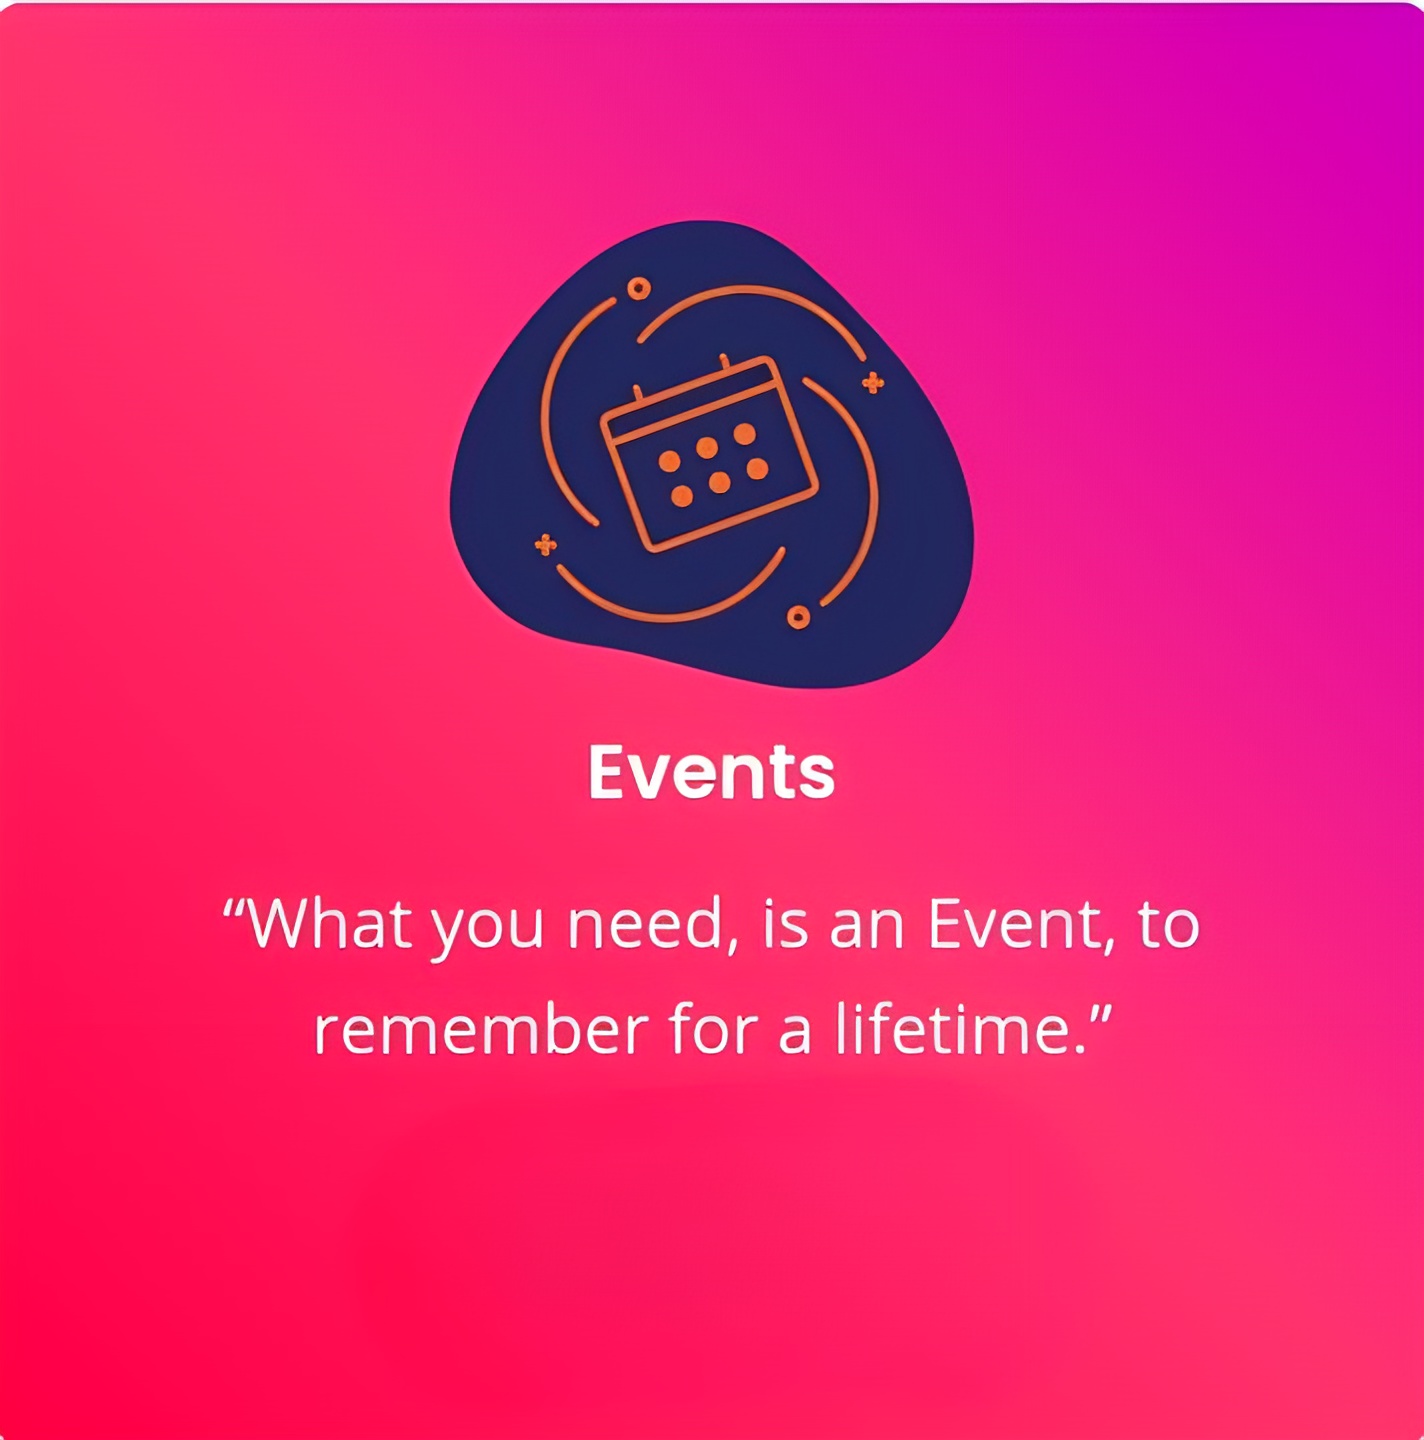 Events
“What you need, is an Event, to
remember for a lifetime.”